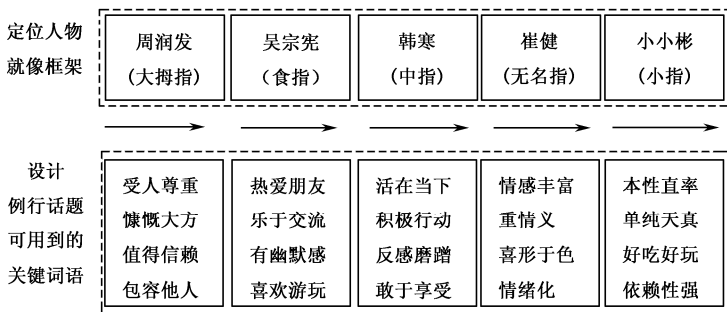 定位人物
就像框架
周润发
(大拇指)
吴宗宪
(食指)
韩寒
(中指)
崔健
(无名指)
小小彬
(小指)
设计
例行话题
可用到的
关键词语
受人尊重
慷慨大方
值得信赖
包容他人
热爱朋友
乐于交流
有幽默感
喜欢游玩
活在当下
积极行动
反感磨蹭
敢于享受
情感丰富
重情义
喜形于色
情绪化
本性直率
单纯天真
好吃好玩
依赖性强